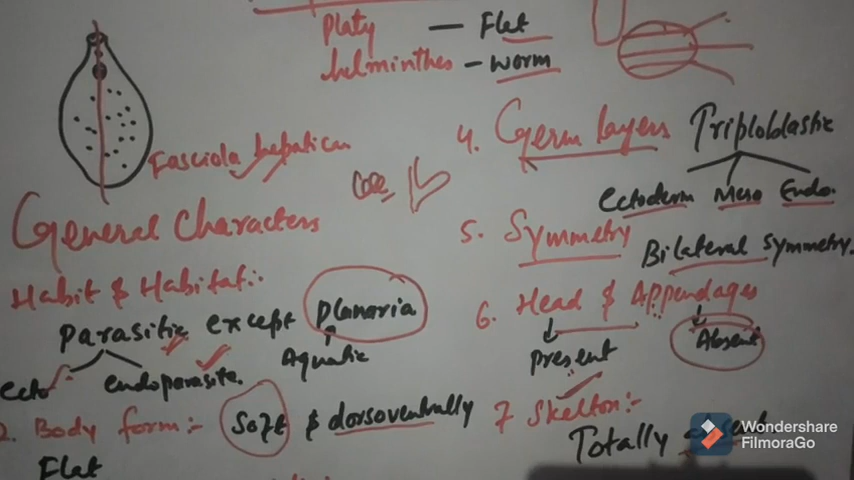 Platy — Flat
helminthes – worm
Fasciola hepatica
General Characters
Habit & Habitat:-
Parasitic except Planaria
Aquatic
ecto endoparasite.
2. Body form:- Soft & dorsoventrally
Flat
4. Germ layers Triploblastic
Ectoderm Meso Endo.
5. Symmetry
Bilateral Symmetry.
6. Head & Appendages
Present Absent
7 Skelton:-
Totally
Wondershare
FilmoraGo